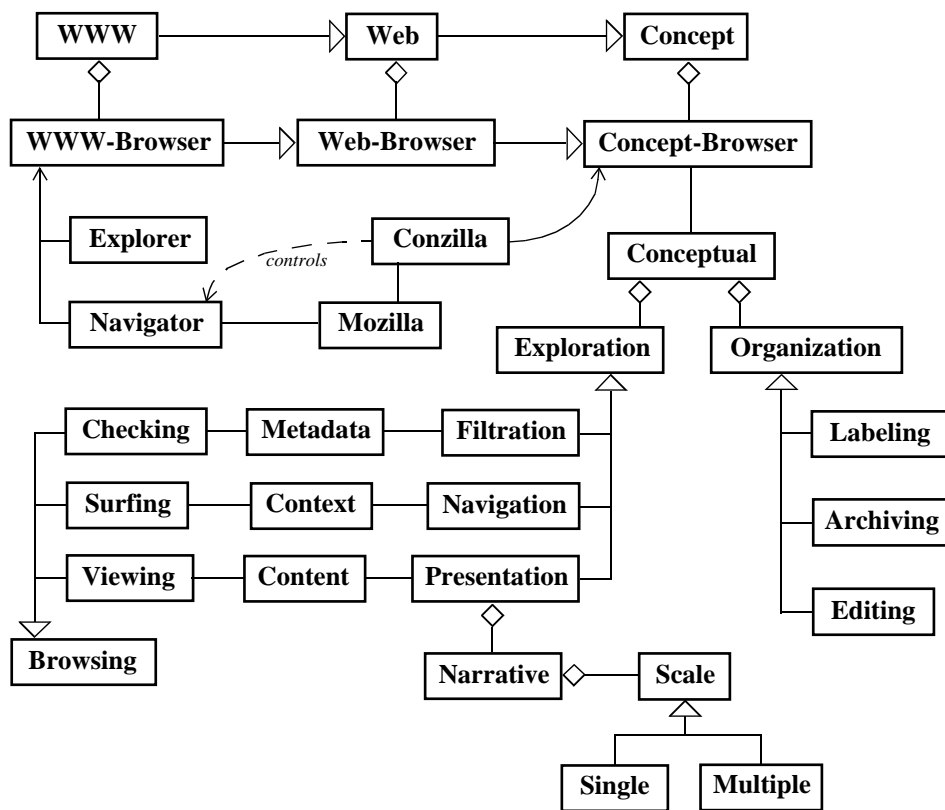 WWW
Web
Concept
WWW-Browser
Web-Browser
Concept-Browser
Explorer
Conzilla
controls
Conceptual
Navigator
Mozilla
Exploration
Organization
Checking
Metadata
Filtration
Labeling
Surfing
Context
Navigation
Archiving
Viewing
Content
Presentation
Editing
Browsing
Narrative
Scale
Single
Multiple